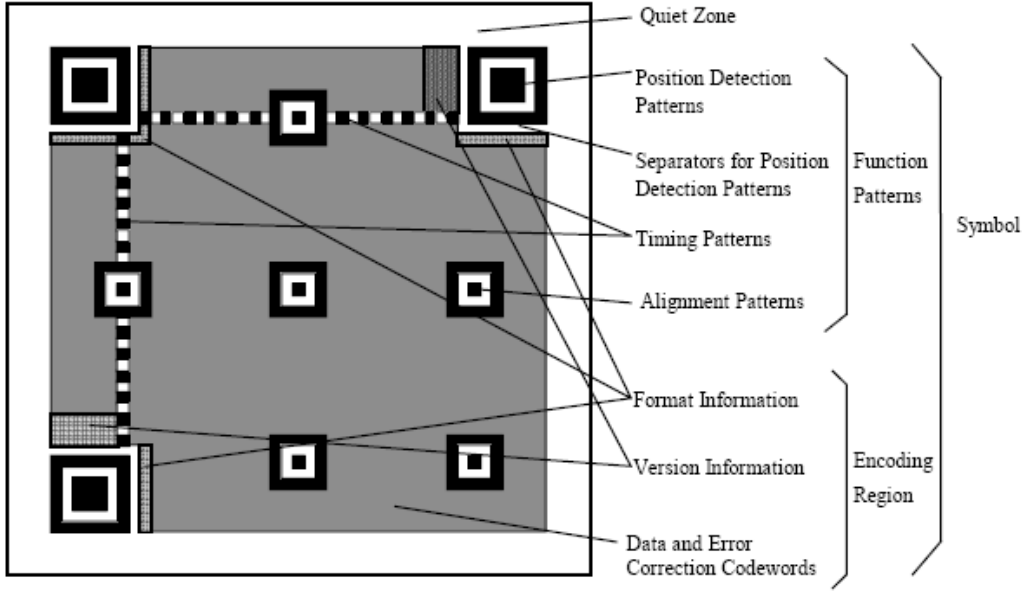 Quiet Zone
Position Detection
Patterns
Separators for Position
Detection Patterns
Function
Patterns
Symbol
Timing Patterns
Alignment Patterns
Format Information
Version Information
Encoding
Region
Data and Error
Correction Codewords